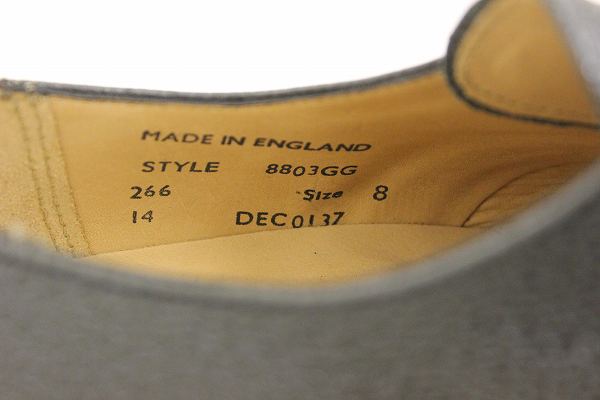 MADE IN ENGLAND
STYLE 8803GG
266 Size 8
14 DEC0137